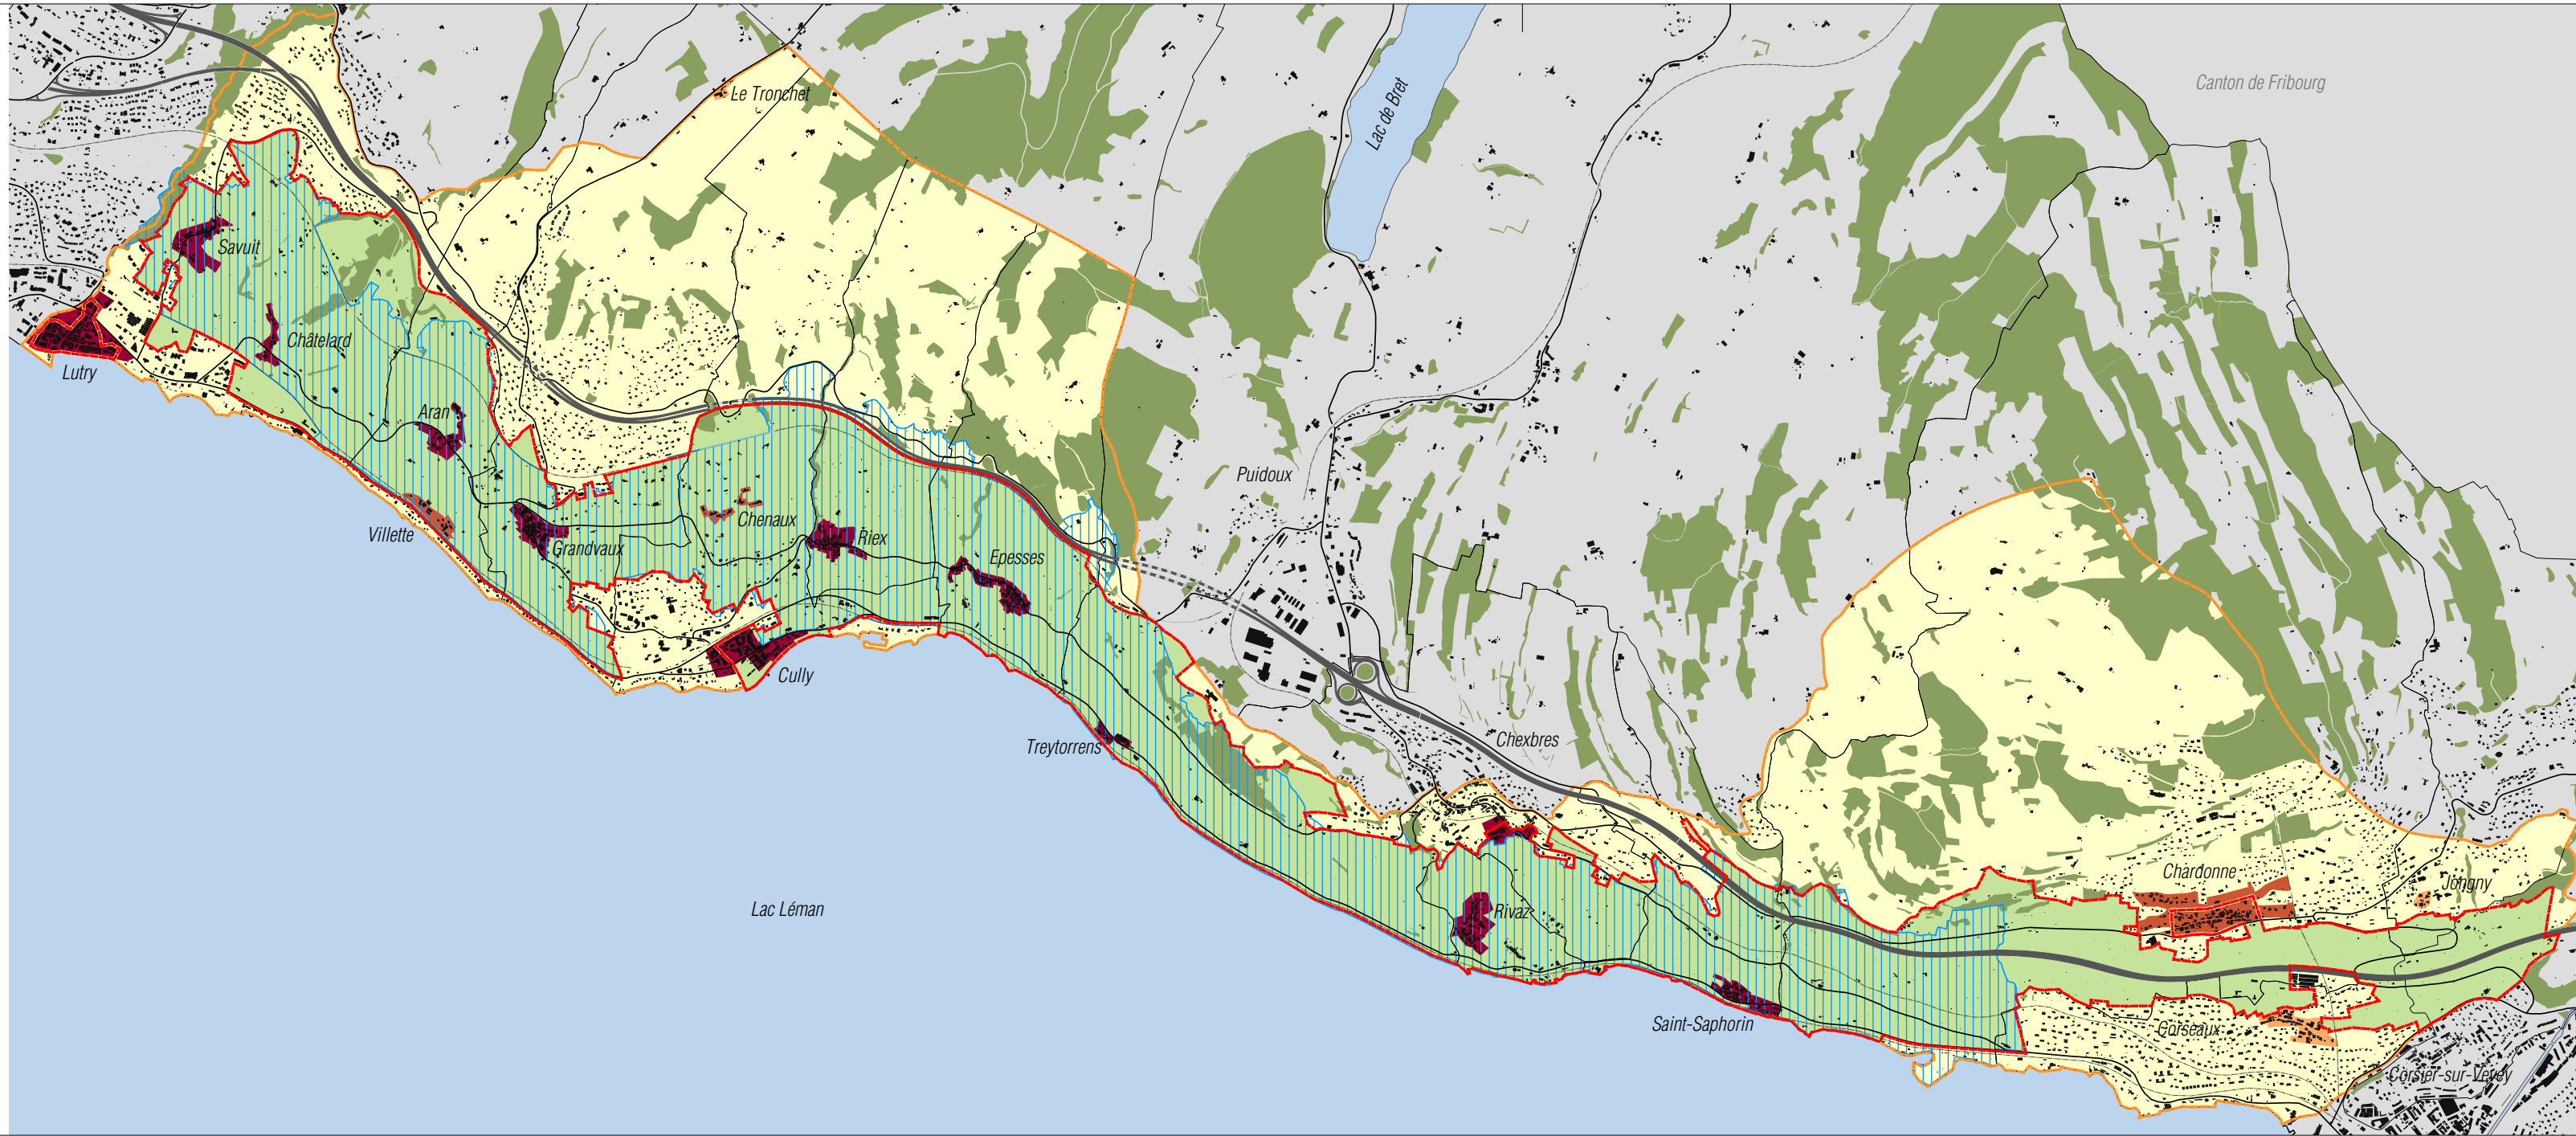 Canton de Fribourg
Le Tronchet
Lac de Bret
Savuit
Châtelard
Lutry
Aran
Puidoux
Chenaux
Villette
Riex
Grandvaux
Epesses
Cully
Treytorrens
Chexbres
Chardonne
Jongny
Lac Léman
Rivaz
Saint-Saphorin
Corseaux
Corsier-sur-Vevey